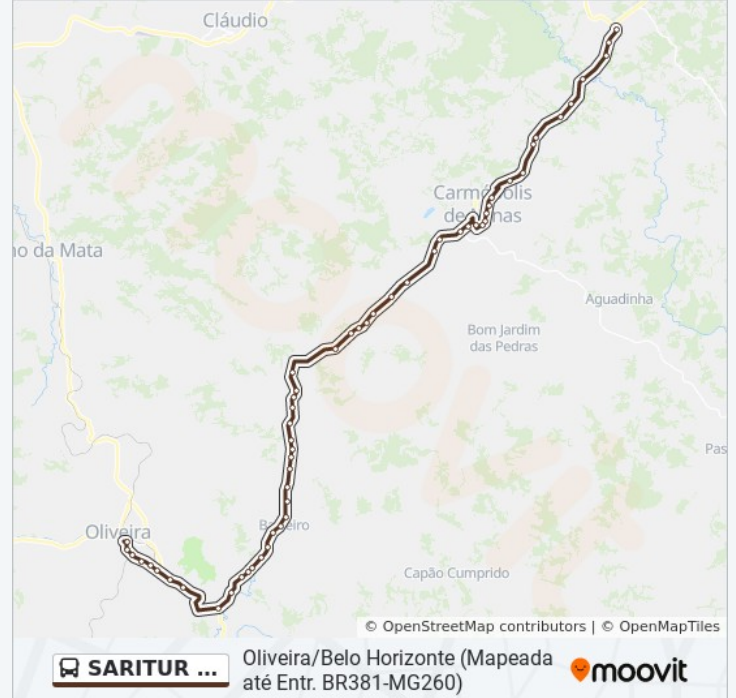 Cláudio
Carmópolis
de Minas
no da Mata
Aguadinha
Bom Jardim
das Pedras
Pas
Oliveira
Capão Cumprido
© OpenStreetMap contributors | © OpenMapTiles
SARITUR ...
Oliveira/Belo Horizonte (Mapeada
até Entr. BR381-MG260)
moovit